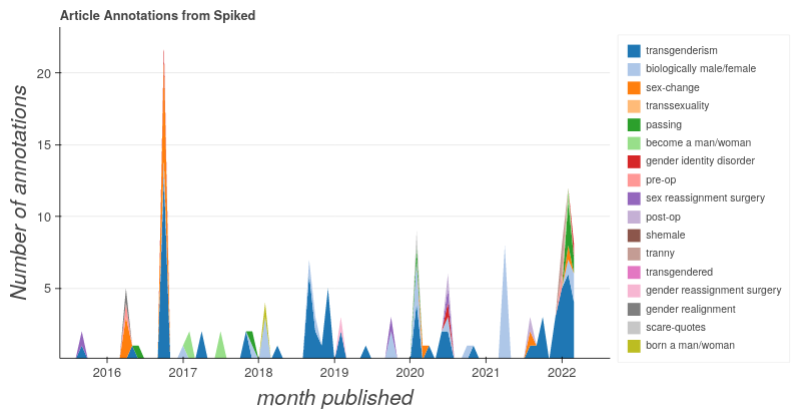 Article Annotations from Spiked
Number of annotations
20
15
10
5
2016 2017 2018 2019 2020 2021 2022
month published
transgenderism
biologically male/female
sex-change
transsexuality
passing
become a man/woman
gender identity disorder
pre-op
sex reassignment surgery
post-op
shemale
tranny
transgendered
gender reassignment surgery
gender realignment
scare-quotes
born a man/woman